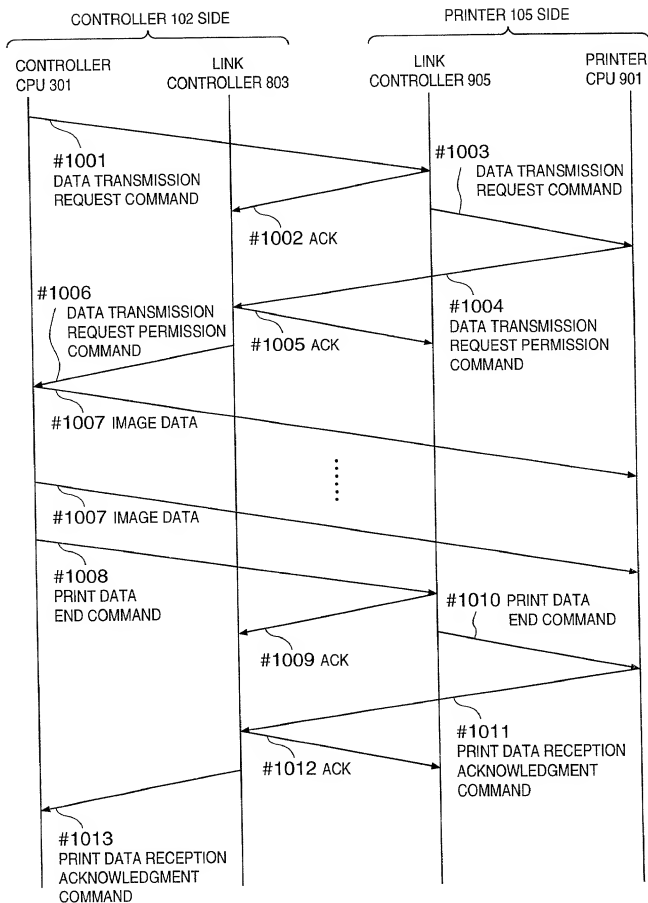 CONTROLLER 102 SIDE
PRINTER 105 SIDE
CONTROLLER
CPU 301
LINK
CONTROLLER 803
LINK
CONTROLLER 905
PRINTER
CPU 901
#1001
DATA TRANSMISSION
REQUEST COMMAND
#1002 ACK
#1003
DATA TRANSMISSION
REQUEST COMMAND
#1004
DATA TRANSMISSION
REQUEST PERMISSION
COMMAND
#1005 ACK
#1006
DATA TRANSMISSION
REQUEST PERMISSION
COMMAND
#1007 IMAGE DATA
#1007 IMAGE DATA
#1008
PRINT DATA
END COMMAND
#1009 ACK
#1010 PRINT DATA
END COMMAND
#1011
PRINT DATA RECEPTION
ACKNOWLEDGMENT
COMMAND
#1012 ACK
#1013
PRINT DATA RECEPTION
ACKNOWLEDGMENT
COMMAND